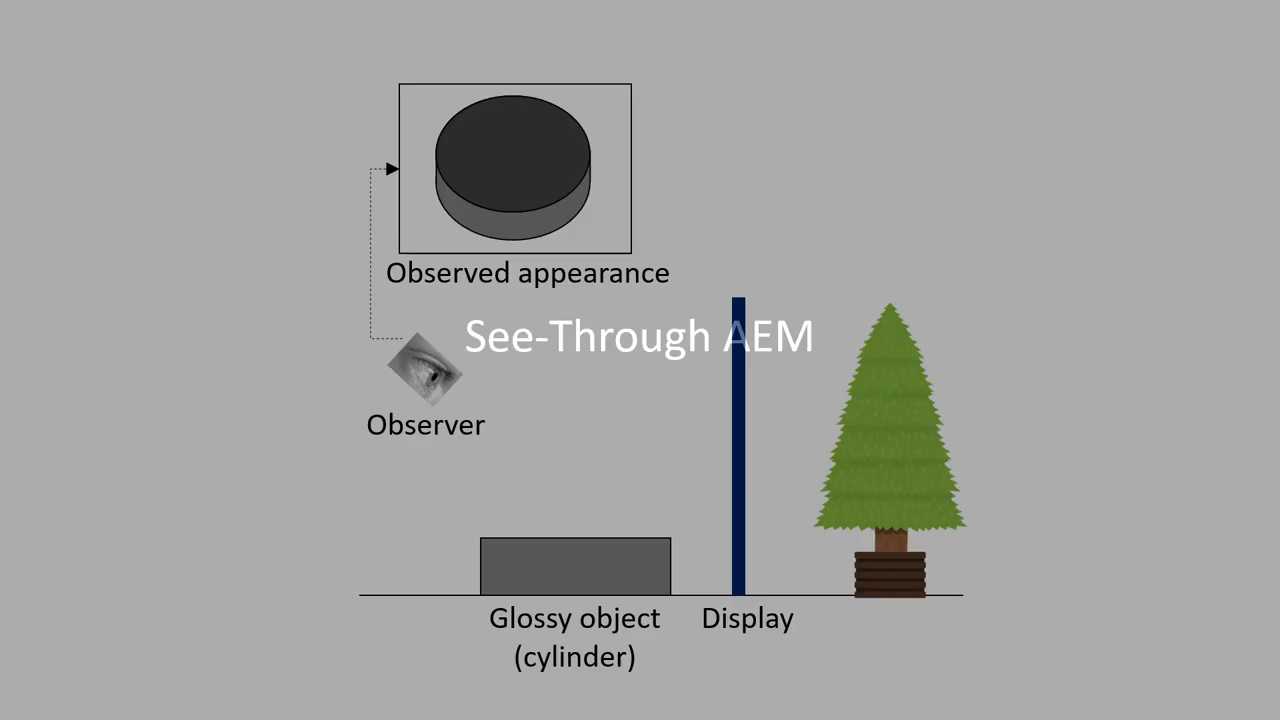 Observed appearance
See-Through AEM
Observer
Glossy object
(cylinder)
Display